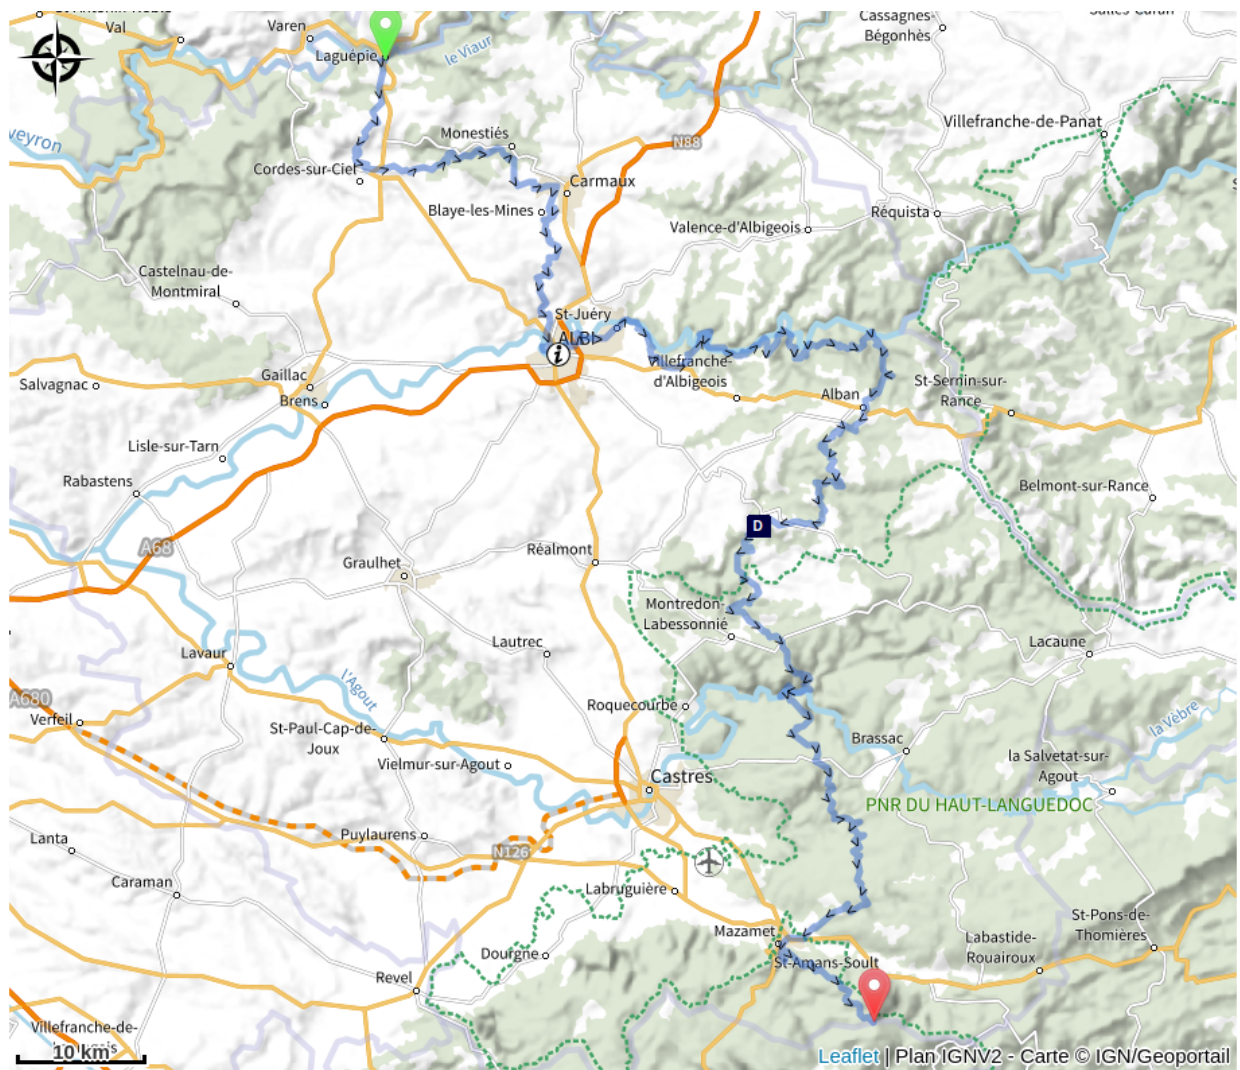 Val
Varen
Cassagnes-
Bégonhès
Laguépie
le Viaur
Villefranche-de-Panat
N88
Monestiés
Cordes-sur-Ciel
Carmaux
Blaye-les-Mines
Valence-d'Albigeois
Réquista
Castelnau-de-
Montmiral
St-Juéry
ALBI
i
Villefranche-
d'Albigeois
Gaillac
Salvagnac
Brens
Alban
St-Sernin-sur-
Rance
Lisle-sur-Tarn
Rabastens
Belmont-sur-Rance
D
A68
Réalmont
Graulhet
Montredon-
Labessonnié
Lautrec
Lacaune
Lavaur
l'Agout
A680
Verfeil
Roquecourbe
St-Paul-Cap-de-
Joux
Brassac
la Vèbre
Vielmur-sur-Agout
la Salvetat-sur-
Agout
Castres
PNR DU HAUT-LANGUEDOC
Lanta
Puylaurens
N126
Caraman
Labruguière
Mazamet
St-Pons-de-
Thomières
Labastide-
Rouairoux
Dourgne
St-Amans-Soult
Revel
Villefranche-de-
10 km
Leaflet | Plan IGNV2 - Carte © IGN/Geoportail